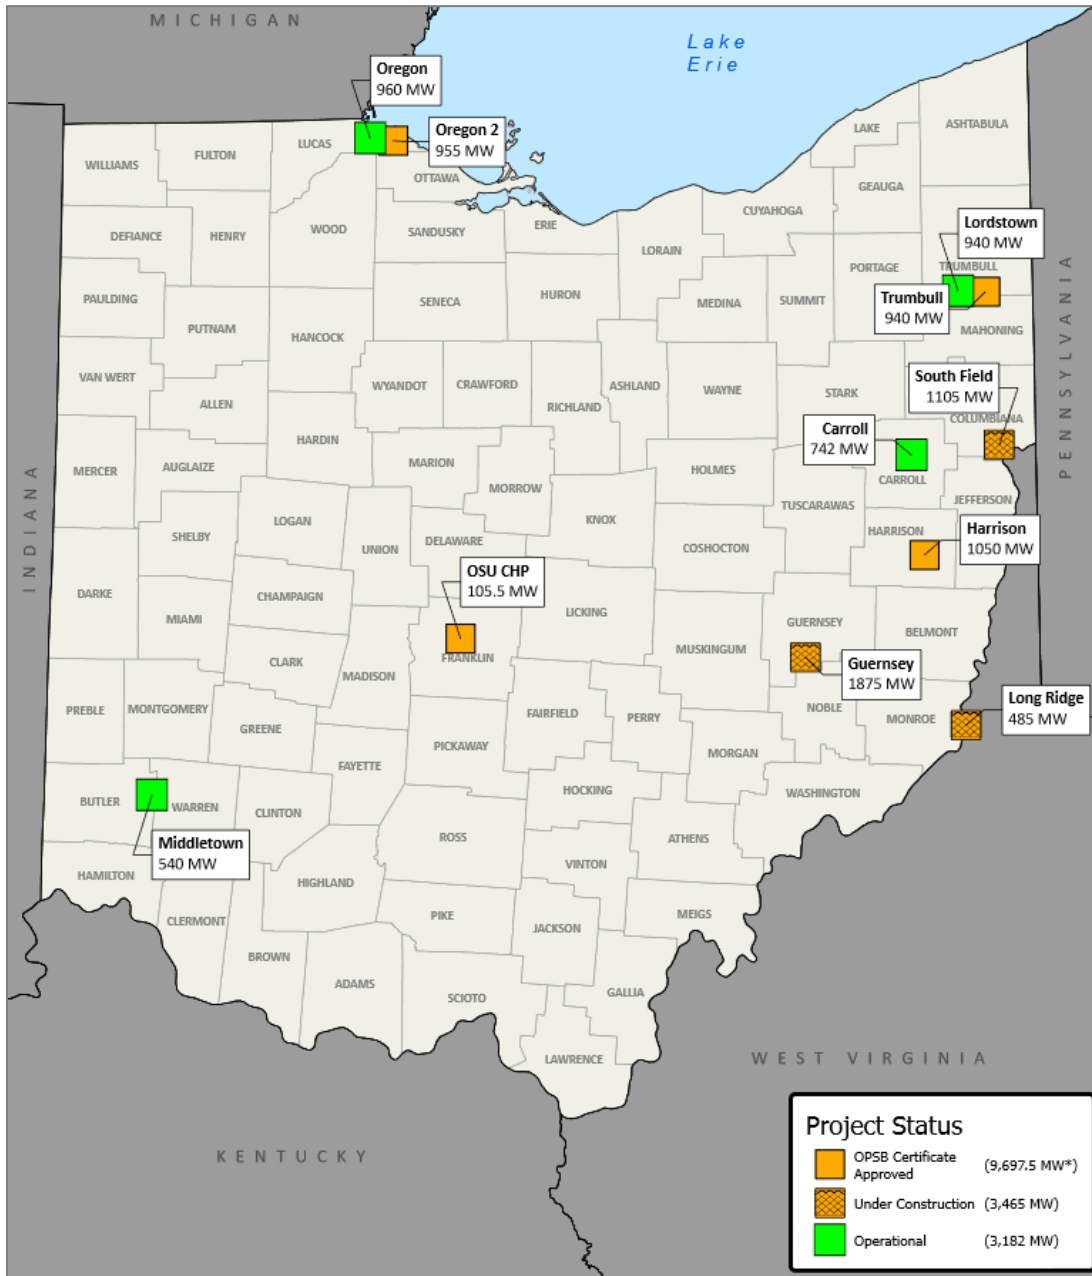 MICHIGAN
Lake
Erie
Oregon
960 MW
Oregon 2
955 MW
LAKE
ASHTABULA
WILLIAMS
FULTON
LUCAS
OTTAWA
GEAUGA
CUYAHOGA
DEFIANCE
HENRY
WOOD
SANDUSKY
ERIE
LORAIN
Lordstown
940 MW
TRUMBULL
PORTAGE
PAULDING
SENECA
HURON
MEDINA
SUMMIT
Trumbull
940 MW
PUTNAM
HANCOCK
MAHONING
PENNSYLVANIA
VAN WERT
WYANDOT
CRAWFORD
ASHLAND
WAYNE
STARK
South Field
1105 MW
ALLEN
RICHLAND
COLUMBIANA
HARDIN
Carroll
742 MW
MERCER
AUGLAIZE
MARION
HOLMES
CARROLL
MORROW
TUSCARAWAS
JEFFERSON
INDIANA
LOGAN
KNOX
SHELBY
UNION
DELAWARE
COSHOCTON
HARRISON
Harrison
1050 MW
OSU CHP
105.5 MW
DARKE
CHAMPAIGN
LICKING
MIAMI
GUERNSEY
BELMONT
CLARK
FRANKLIN
MUSKINGUM
MADISON
Guernsey
1875 MW
PREBLE
MONTGOMERY
FAIRFIELD
PERRY
NOBLE
MONROE
Long Ridge
485 MW
GREENE
PICKAWAY
MORGAN
FAYETTE
BUTLER
WARREN
CLINTON
HOCKING
WASHINGTON
Middletown
540 MW
ROSS
ATHENS
HAMILTON
HIGHLAND
VINTON
CLERMONT
PIKE
JACKSON
MEIGS
BROWN
ADAMS
SCIOTO
GALLIA
LAWRENCE
WEST VIRGINIA
KENTUCKY
Project Status
OPSB Certificate
Approved (9,697.5 MW*)
Under Construction (3,465 MW)
Operational (3,182 MW)